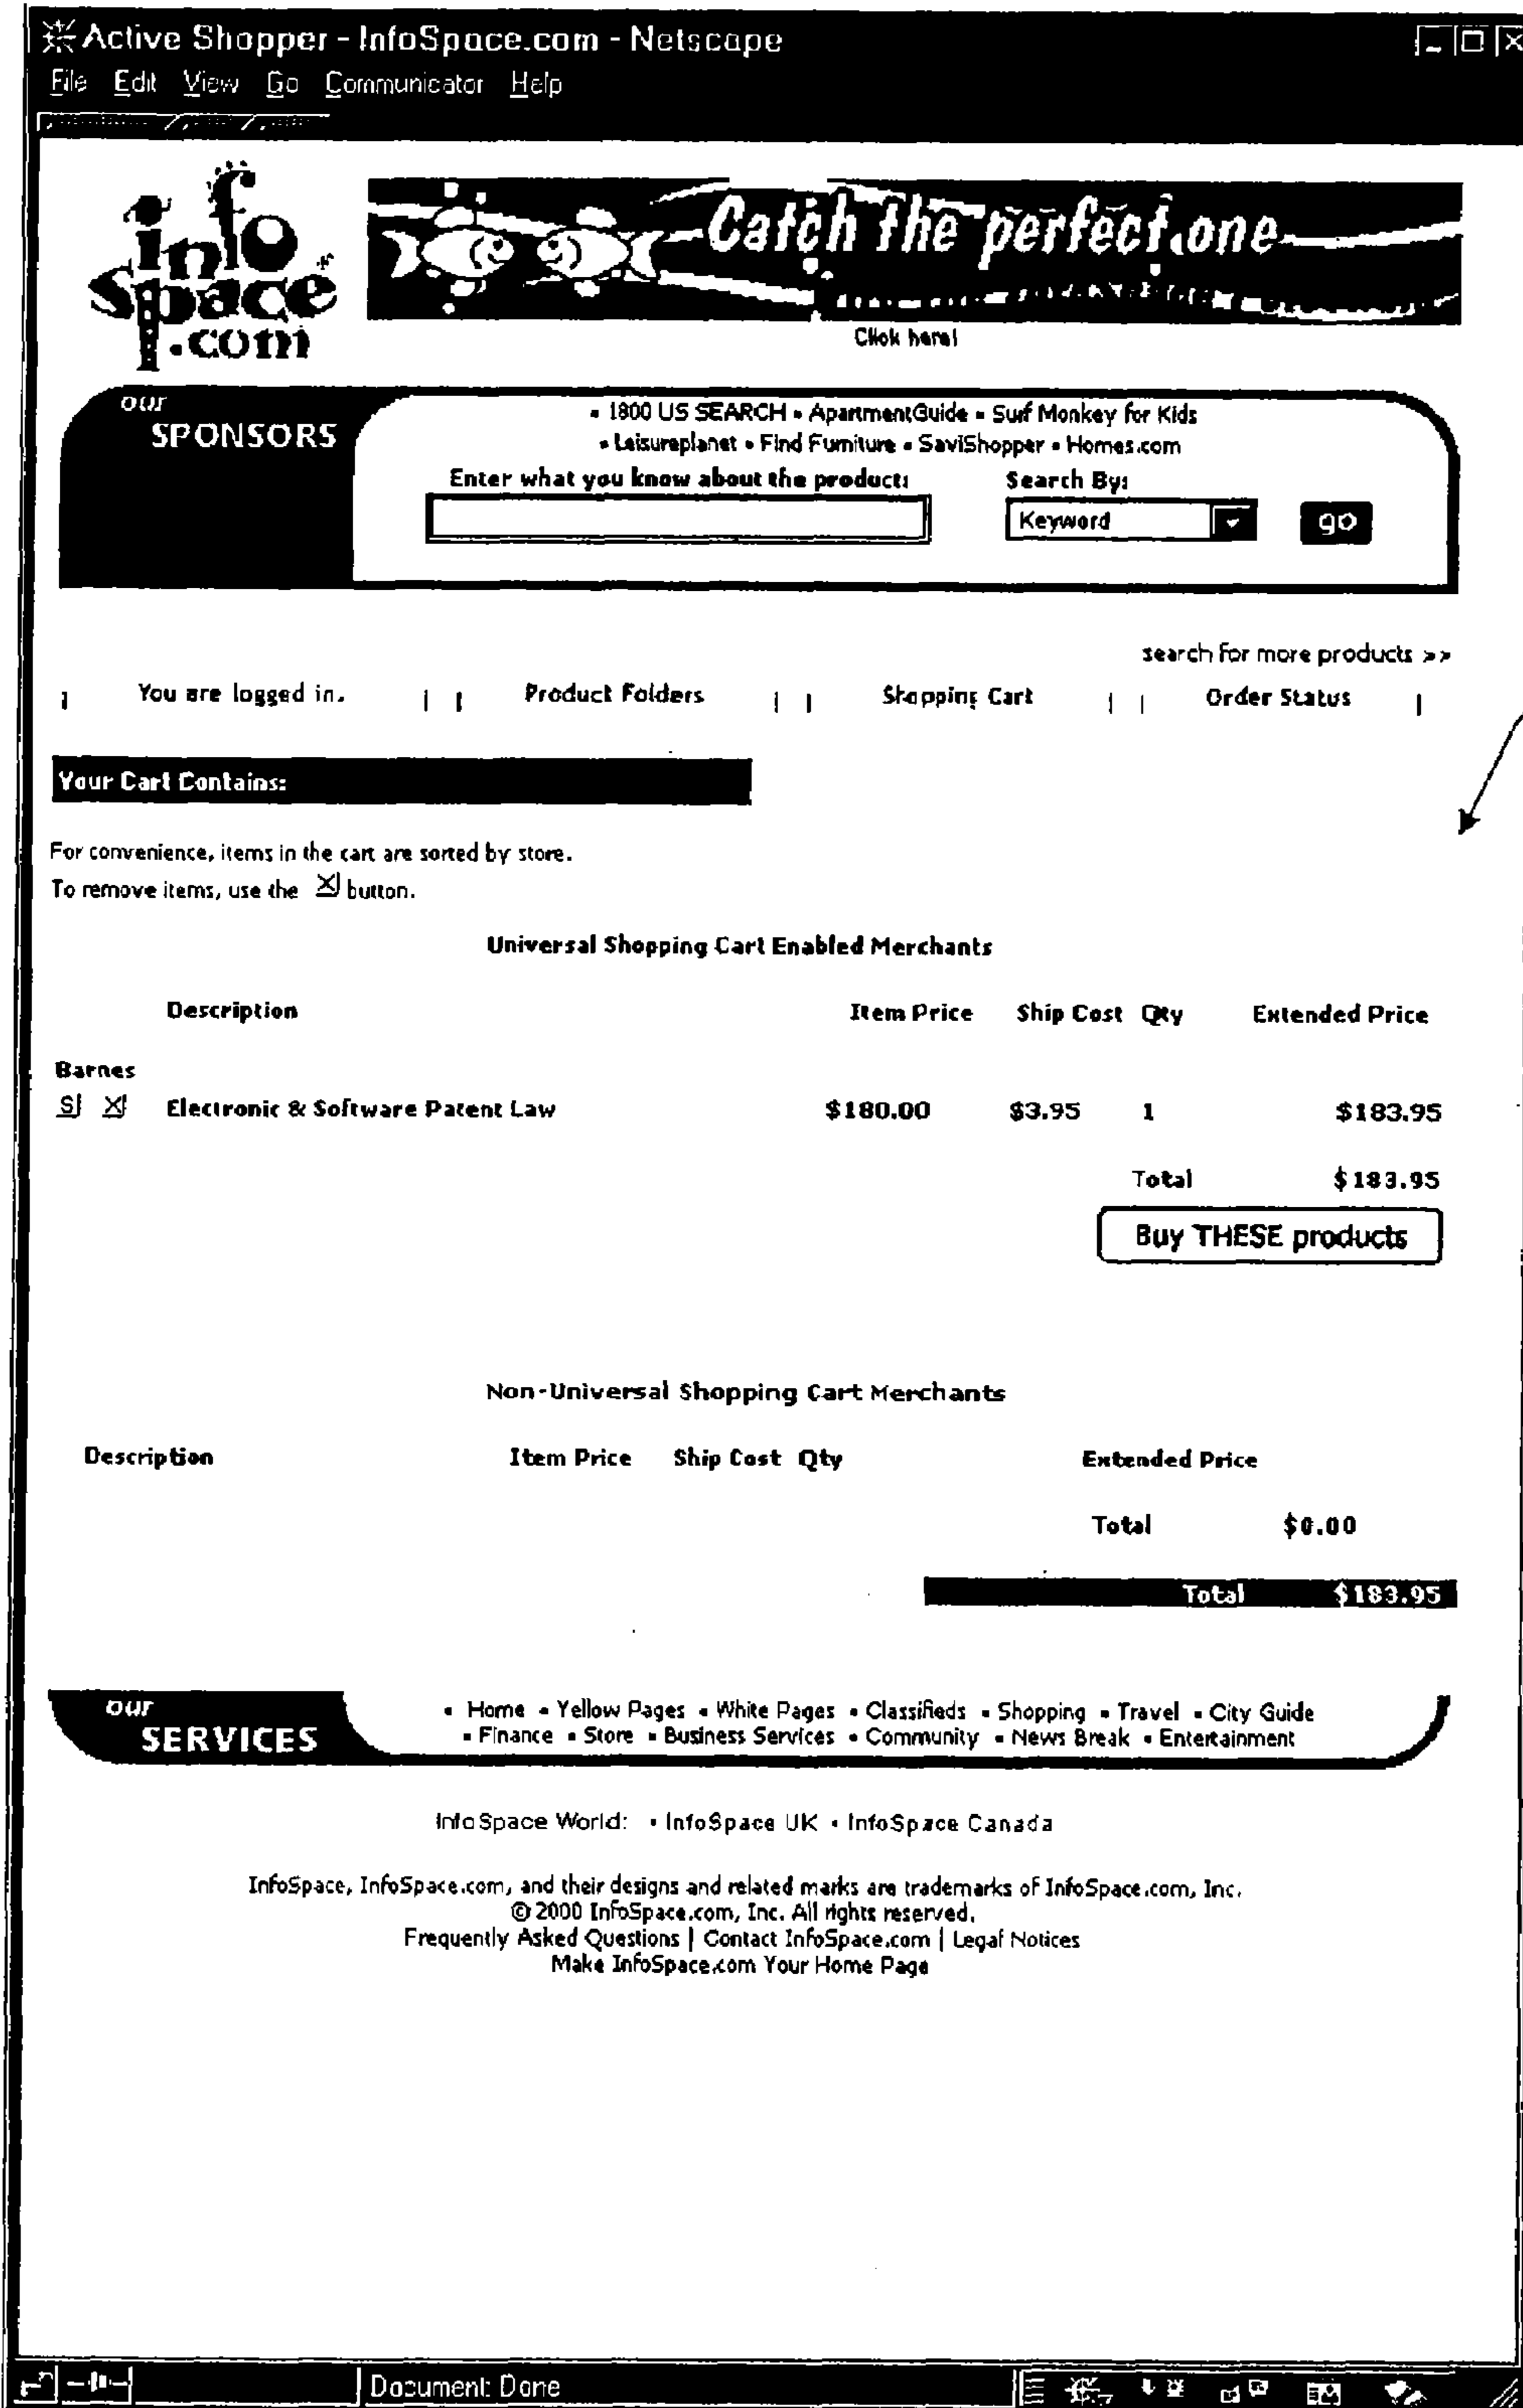 Active Shopper - InfoSpace.com - Netscape
File Edit View Go Communicator Help
info
space
.com
Catch the perfect one
Click here!
our
SPONSORS
▪ 1800 US SEARCH ▪ ApartmentGuide ▪ Surf Monkey for Kids
▪ Leisureplanet ▪ Find Furniture ▪ SaviShopper ▪ Homes.com
Enter what you know about the product: Search By:
Keyword go
search for more products >>
| You are logged in. | | Product Folders | | Shopping Cart | | Order Status |
Your Cart Contains:
For convenience, items in the cart are sorted by store.
To remove items, use the X button.
Universal Shopping Cart Enabled Merchants
Description Item Price Ship Cost Qty Extended Price
Barnes
S X Electronic & Software Patent Law $180.00 $3.95 1 $183.95
Total $183.95
Buy THESE products
Non-Universal Shopping Cart Merchants
Description Item Price Ship Cost Qty Extended Price
Total $0.00
Total $183.95
our
SERVICES
▪ Home ▪ Yellow Pages ▪ White Pages ▪ Classifieds ▪ Shopping ▪ Travel ▪ City Guide
▪ Finance ▪ Store ▪ Business Services ▪ Community ▪ News Break ▪ Entertainment
InfoSpace World: ▪ InfoSpace UK ▪ InfoSpace Canada
InfoSpace, InfoSpace.com, and their designs and related marks are trademarks of InfoSpace.com, Inc.
© 2000 InfoSpace.com, Inc. All rights reserved.
Frequently Asked Questions | Contact InfoSpace.com | Legal Notices
Make InfoSpace.com Your Home Page
Document: Done